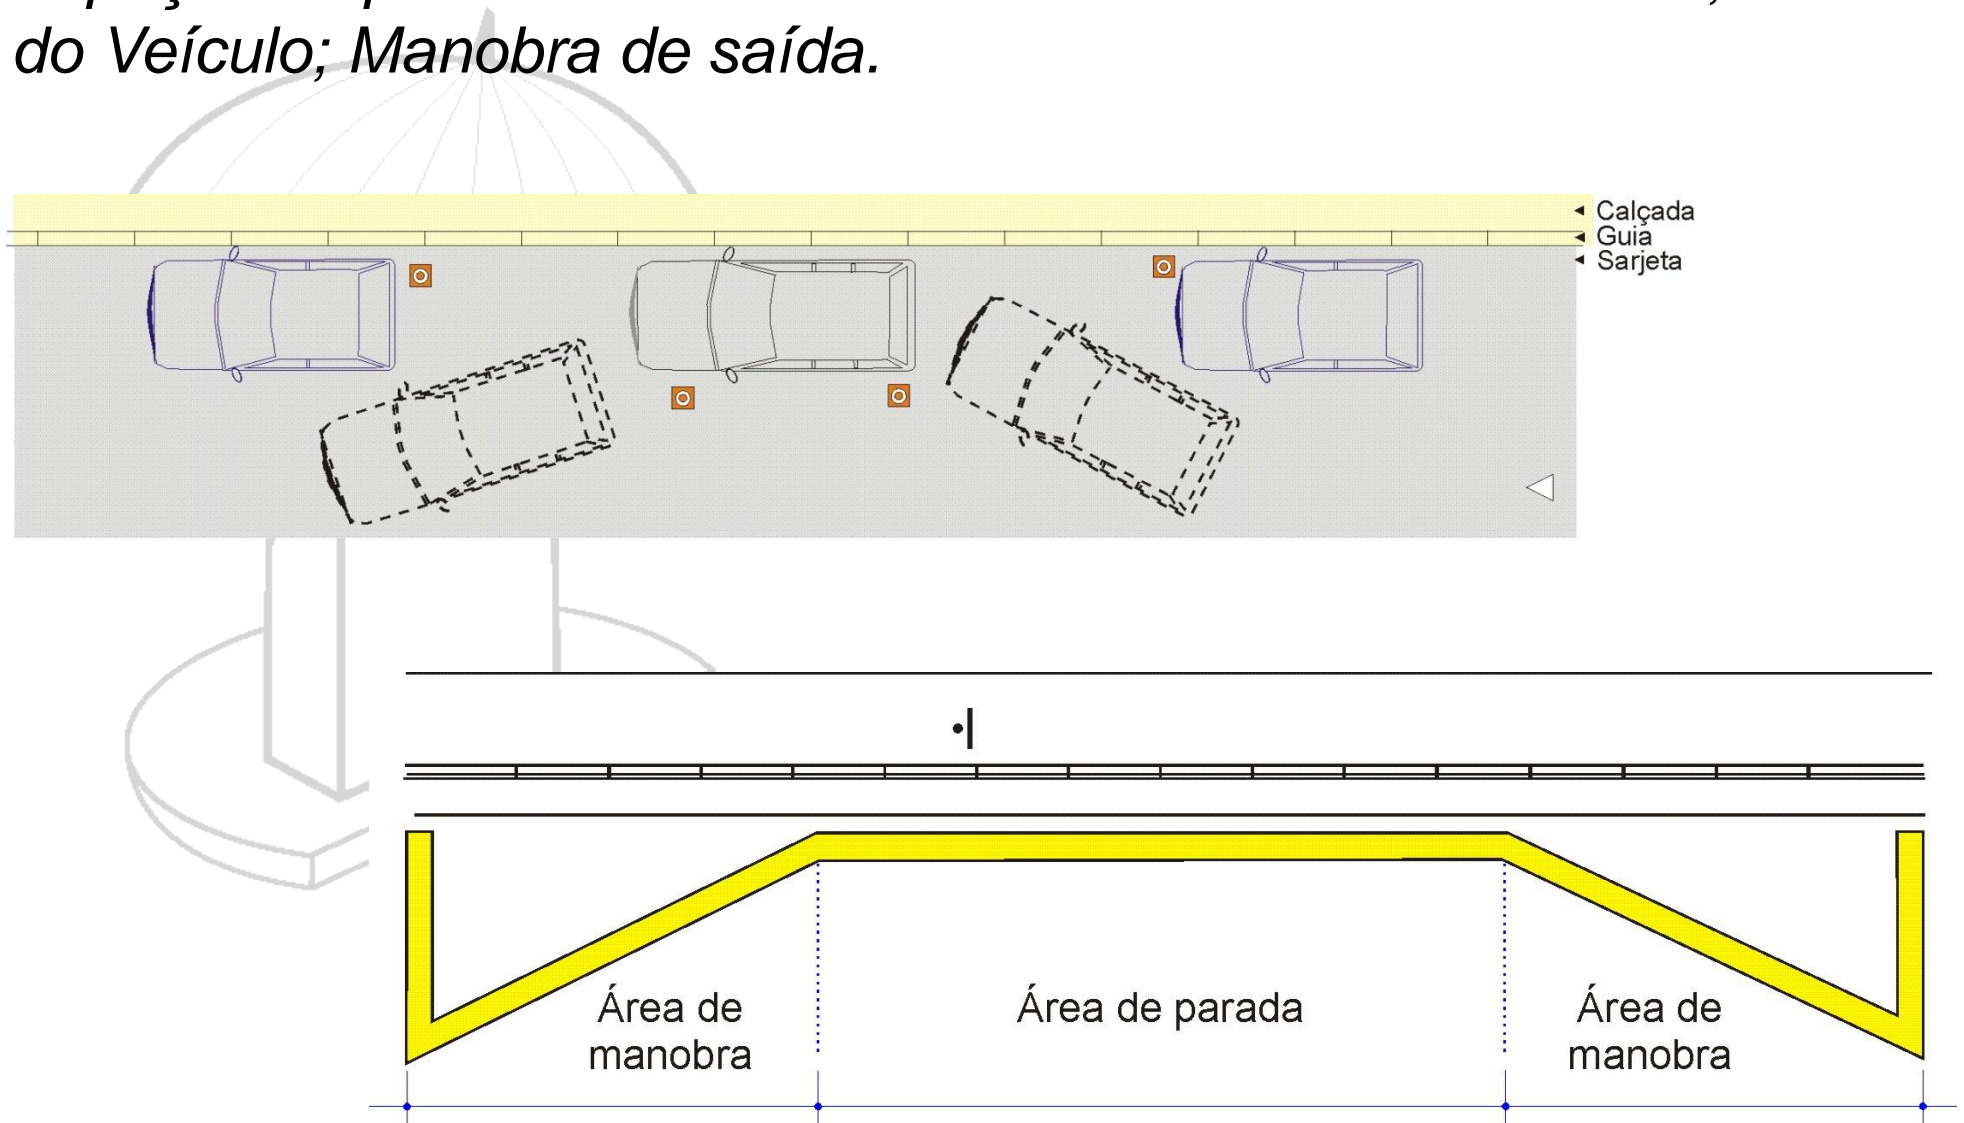 do Veículo; Manobra de saída.
Calçada
Guia
Sarjeta
Área de
manobra
Área de parada
Área de
manobra